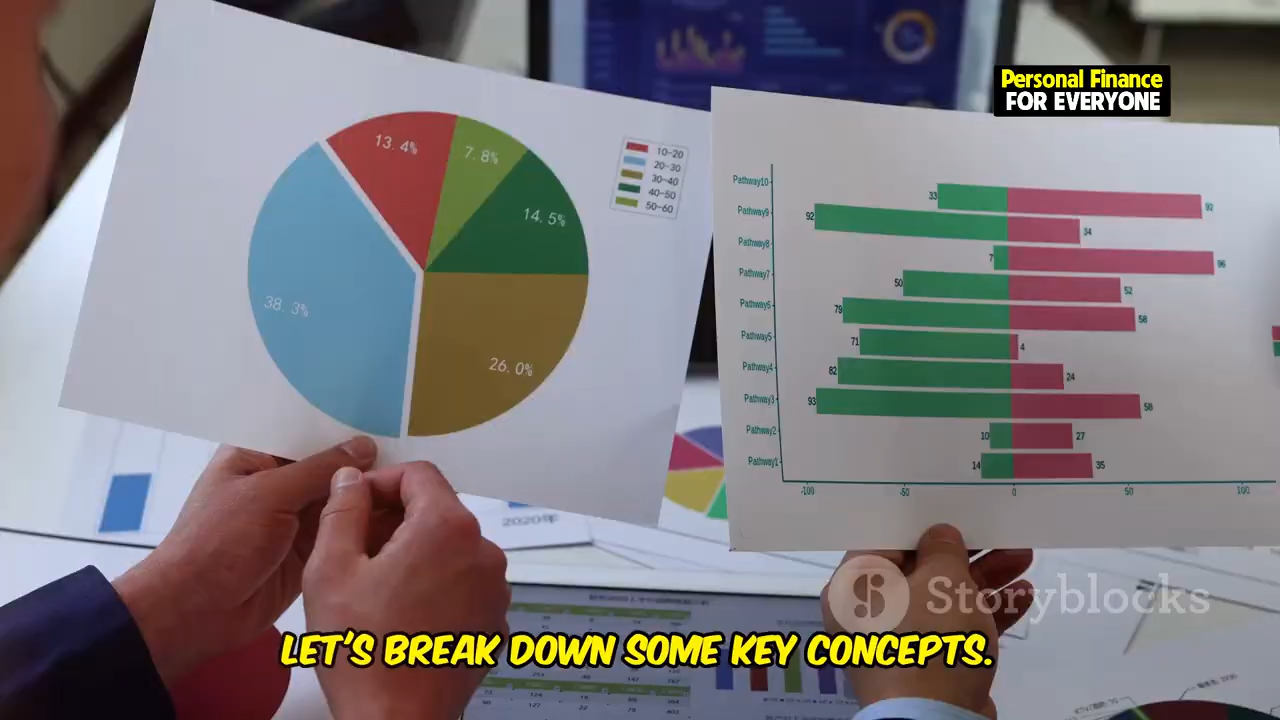 Personal Finance
FOR EVERYONE
13.4%
7.8%
14.5%
38.3%
26.0%
10-20
20-30
30-40
40-50
50-60
Pathway10
33
92
Pathway9
92
34
Pathway8
7
96
Pathway7
50
52
Pathway6
79
56
Pathway5
71
4
Pathway4
82
24
Pathway3
93
58
Pathway2
10
27
Pathway1
14
35
-100
-50
0
50
100
Storyblocks
LET'S BREAK DOWN SOME KEY CONCEPTS.